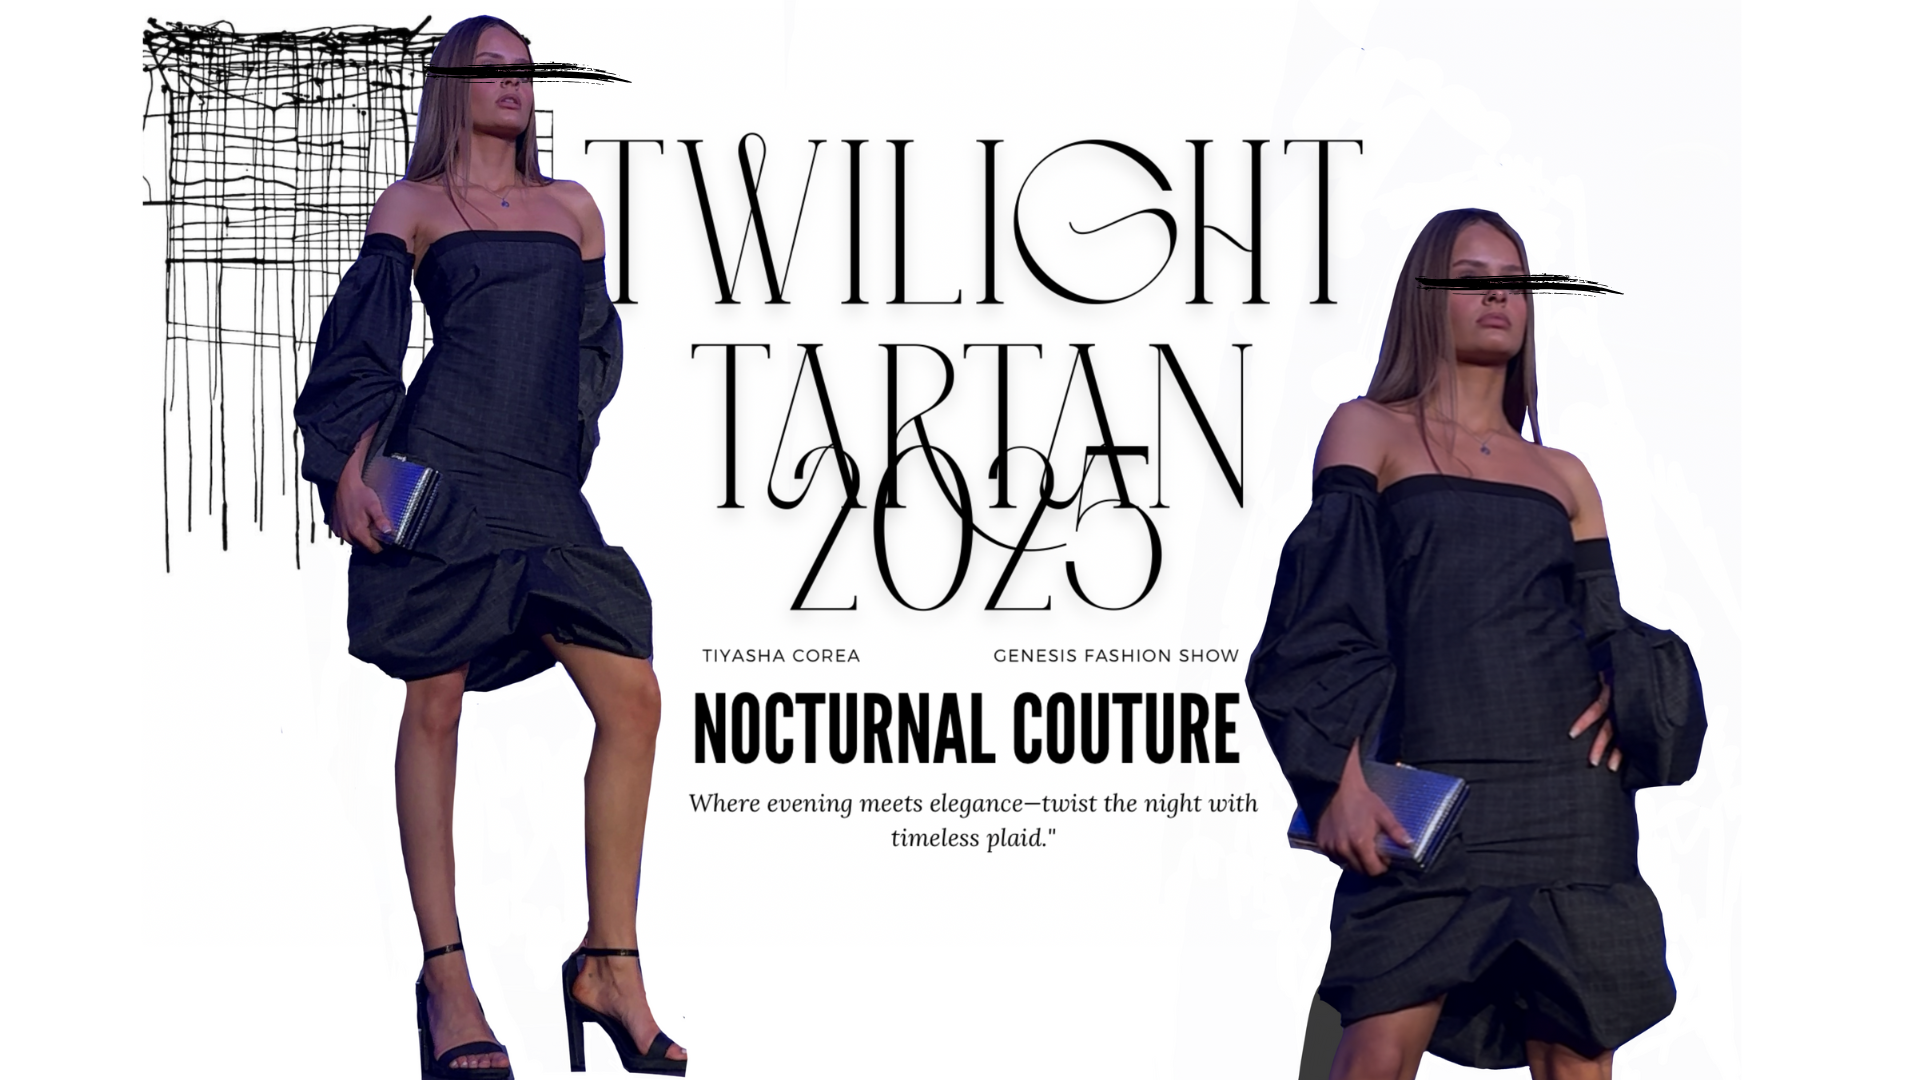 TWILIGHT
TARTAN
2025
TIYASHA COREA
GENESIS FASHION SHOW
NOCTURNAL COUTURE
Where evening meets elegance—twist the night with
timeless plaid."